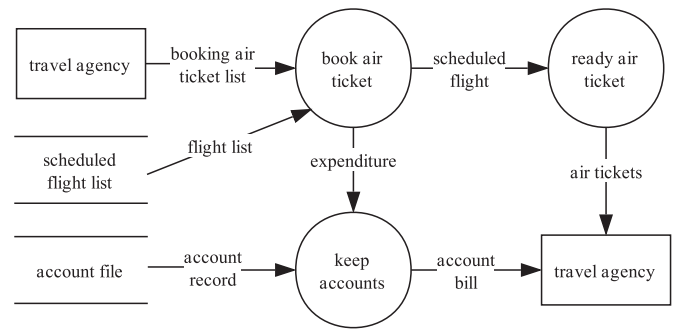 travel agency
booking air
ticket list
book air
ticket
scheduled
flight
ready air
ticket
scheduled
flight list
flight list
expenditure
air tickets
account file
account
record
keep
accounts
account
bill
travel agency